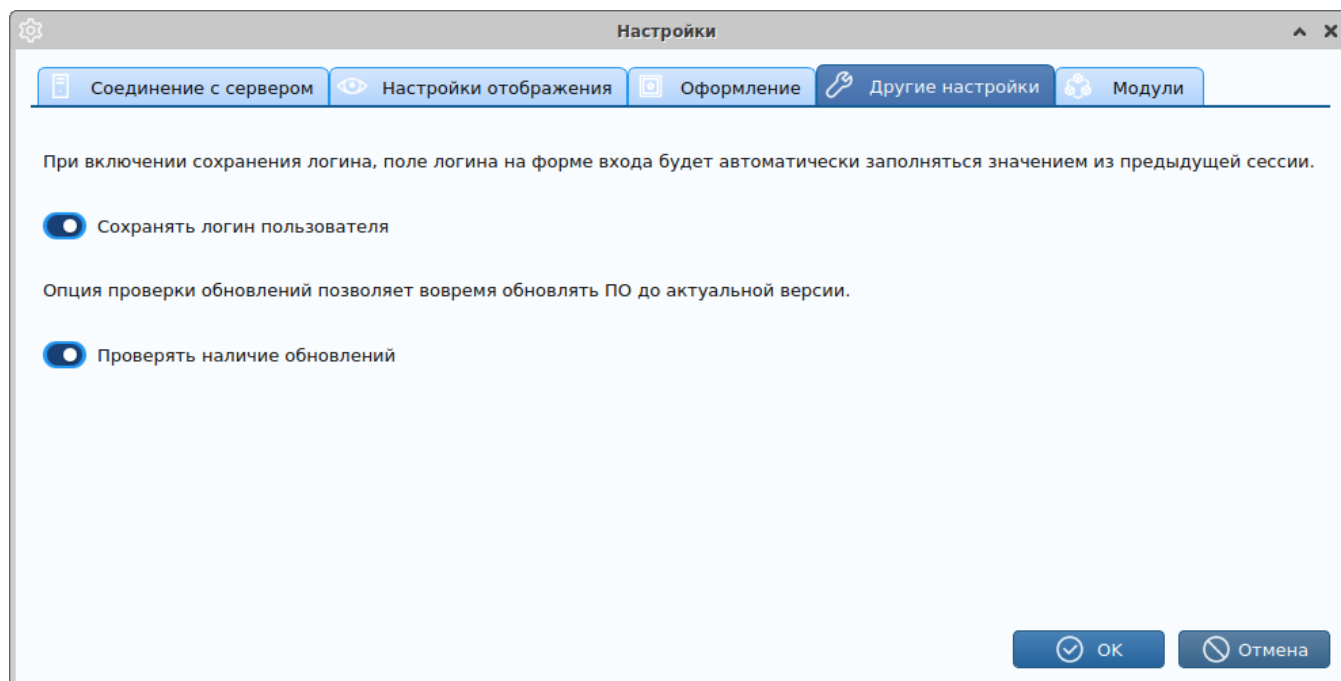 Настройки
Соединение с сервером
Настройки отображения
Оформление
Другие настройки
Модули
При включении сохранения логина, поле логина на форме входа будет автоматически заполняться значением из предыдущей сессии.
Сохранять логин пользователя
Опция проверки обновлений позволяет вовремя обновлять ПО до актуальной версии.
Проверять наличие обновлений
ОК
Отмена